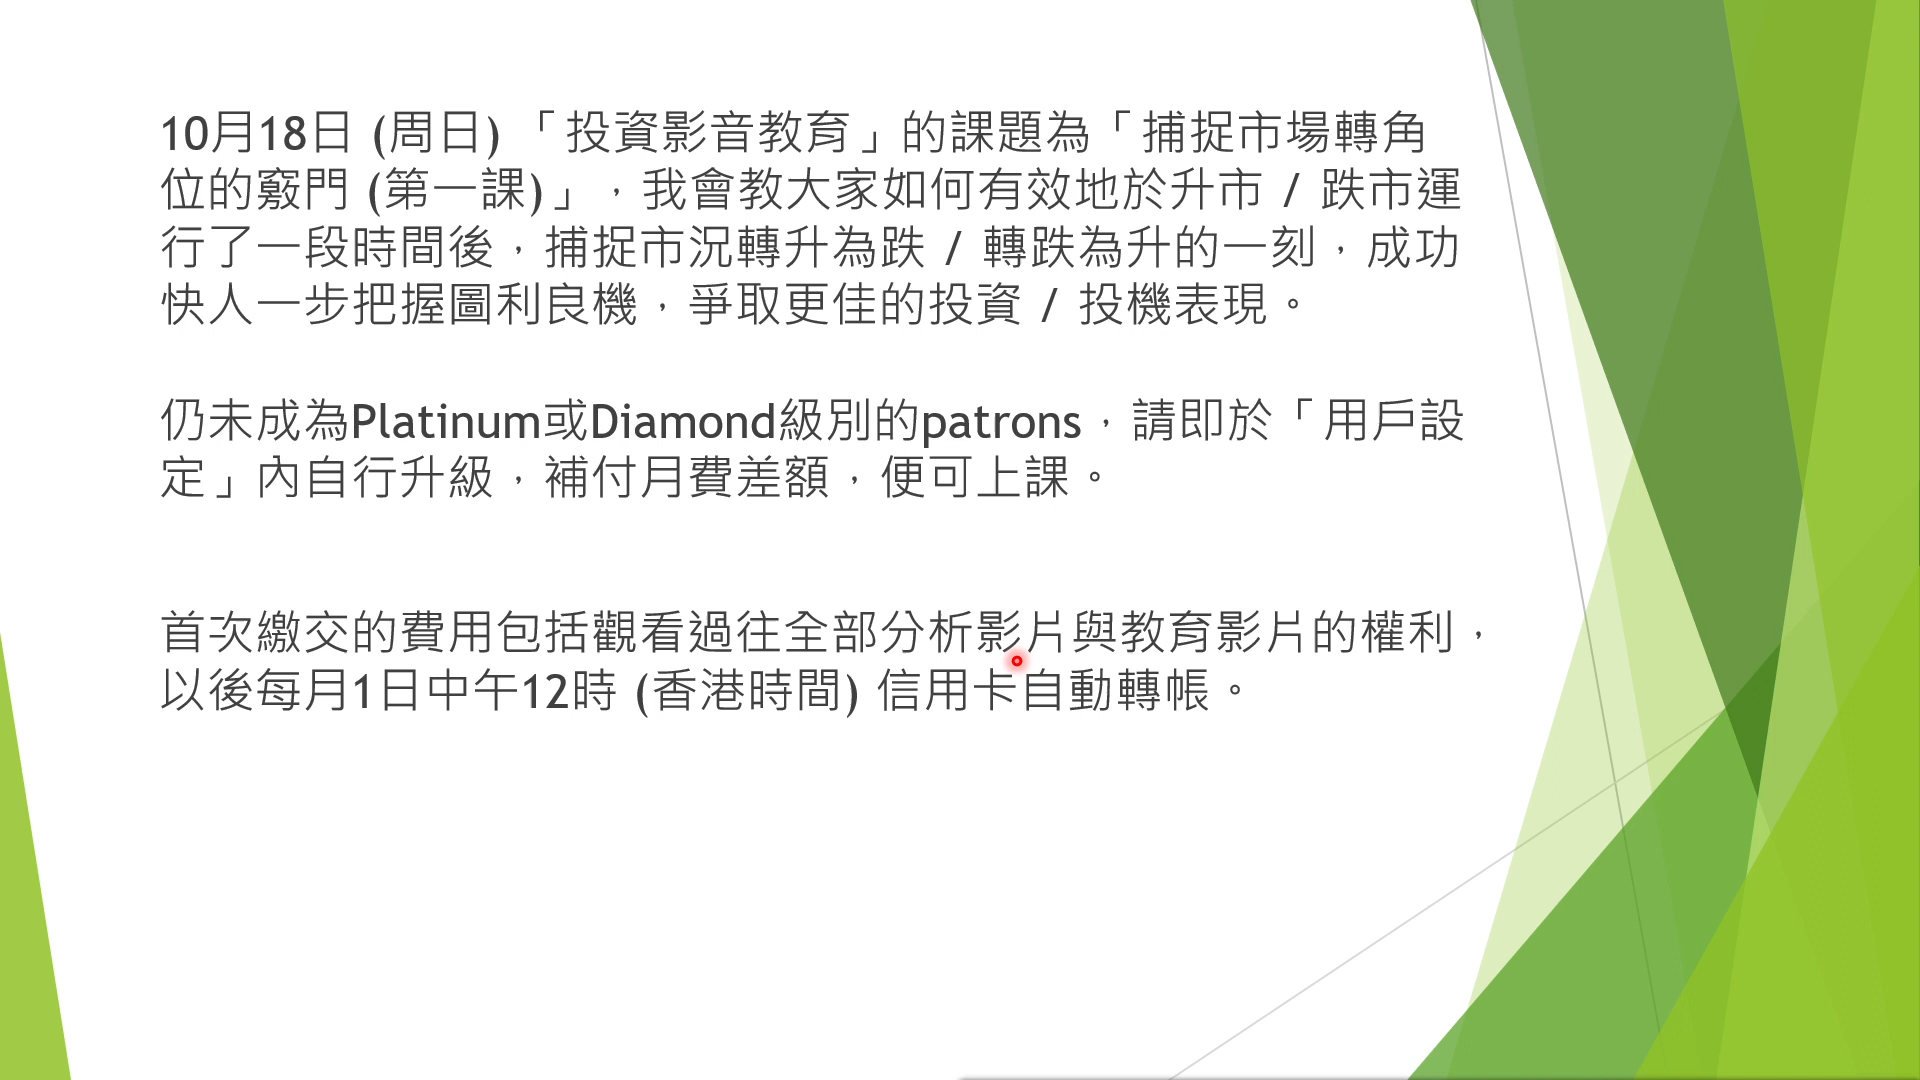 10月18日 (周日) 「投資影音教育」的課題為「捕捉市場轉角
位的竅門 (第一課)」，我會教大家如何有效地於升市 / 跌市運
行了一段時間後，捕捉市況轉升為跌 / 轉跌為升的一刻，成功
快人一步把握圖利良機，爭取更佳的投資 / 投機表現。
仍未成為Platinum或Diamond級別的patrons，請即於「用戶設
定」內自行升級，補付月費差額，便可上課。
首次繳交的費用包括觀看過往全部分析影片與教育影片的權利，
以後每月1日中午12時 (香港時間) 信用卡自動轉帳。